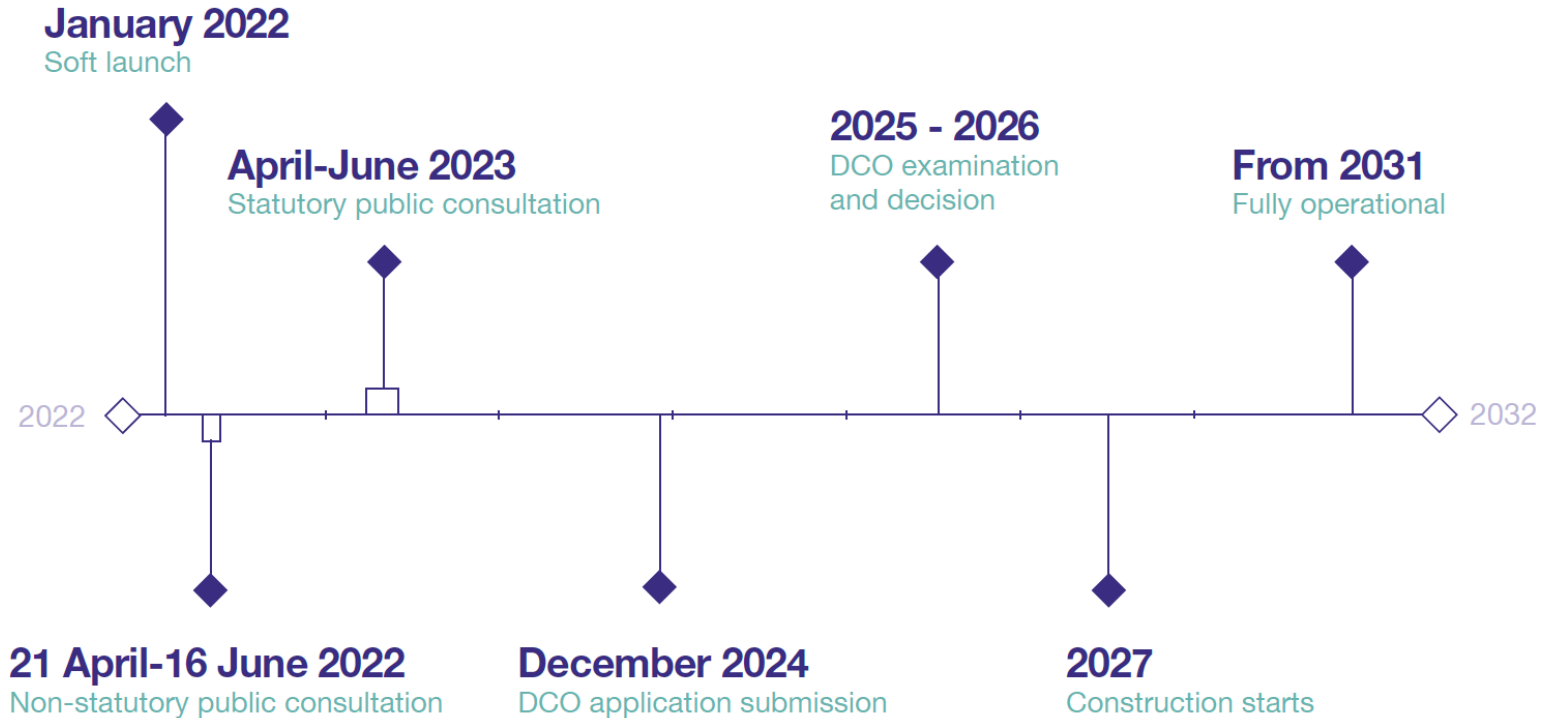 January 2022
Soft launch
April-June 2023
Statutory public consultation
2025 - 2026
DCO examination
and decision
From 2031
Fully operational
2022
2032
21 April-16 June 2022
Non-statutory public consultation
December 2024
DCO application submission
2027
Construction starts